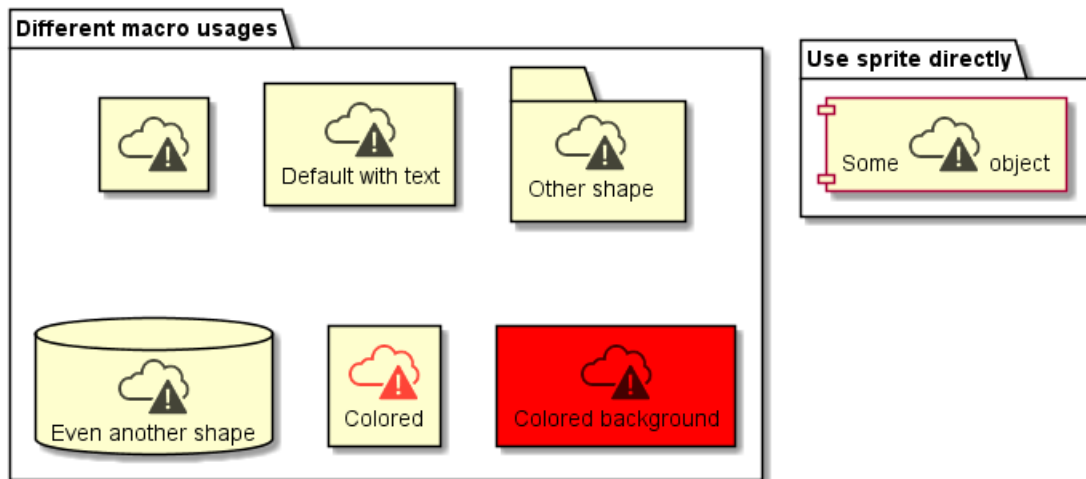 Different macro usages
Default with text
Other shape
Even another shape
Colored
Colored background
Use sprite directly
Some object